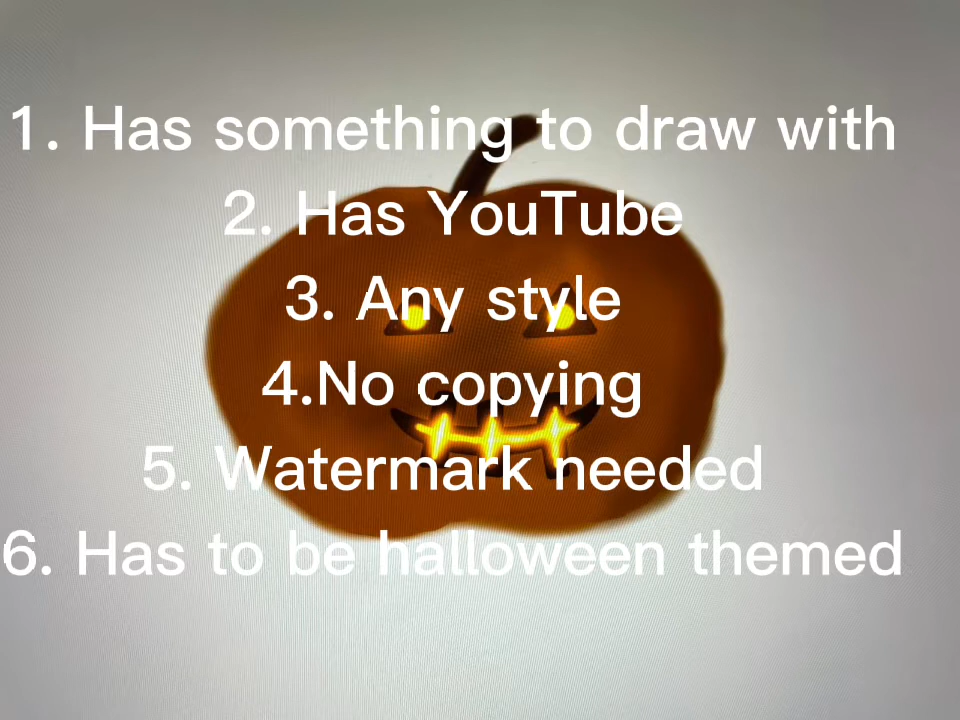 1. Has something to draw with
2. Has YouTube
3. Any style
4.No copying
5. Watermark needed
6. Has to be halloween themed